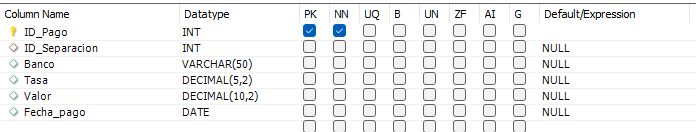 Column Name Datatype PK NN UQ B UN ZF AI G Default/Expression
ID_Pago INT
ID_Separacion INT NULL
Banco VARCHAR(50) NULL
Tasa DECIMAL(5,2) NULL
Valor DECIMAL(10,2) NULL
Fecha_pago DATE NULL